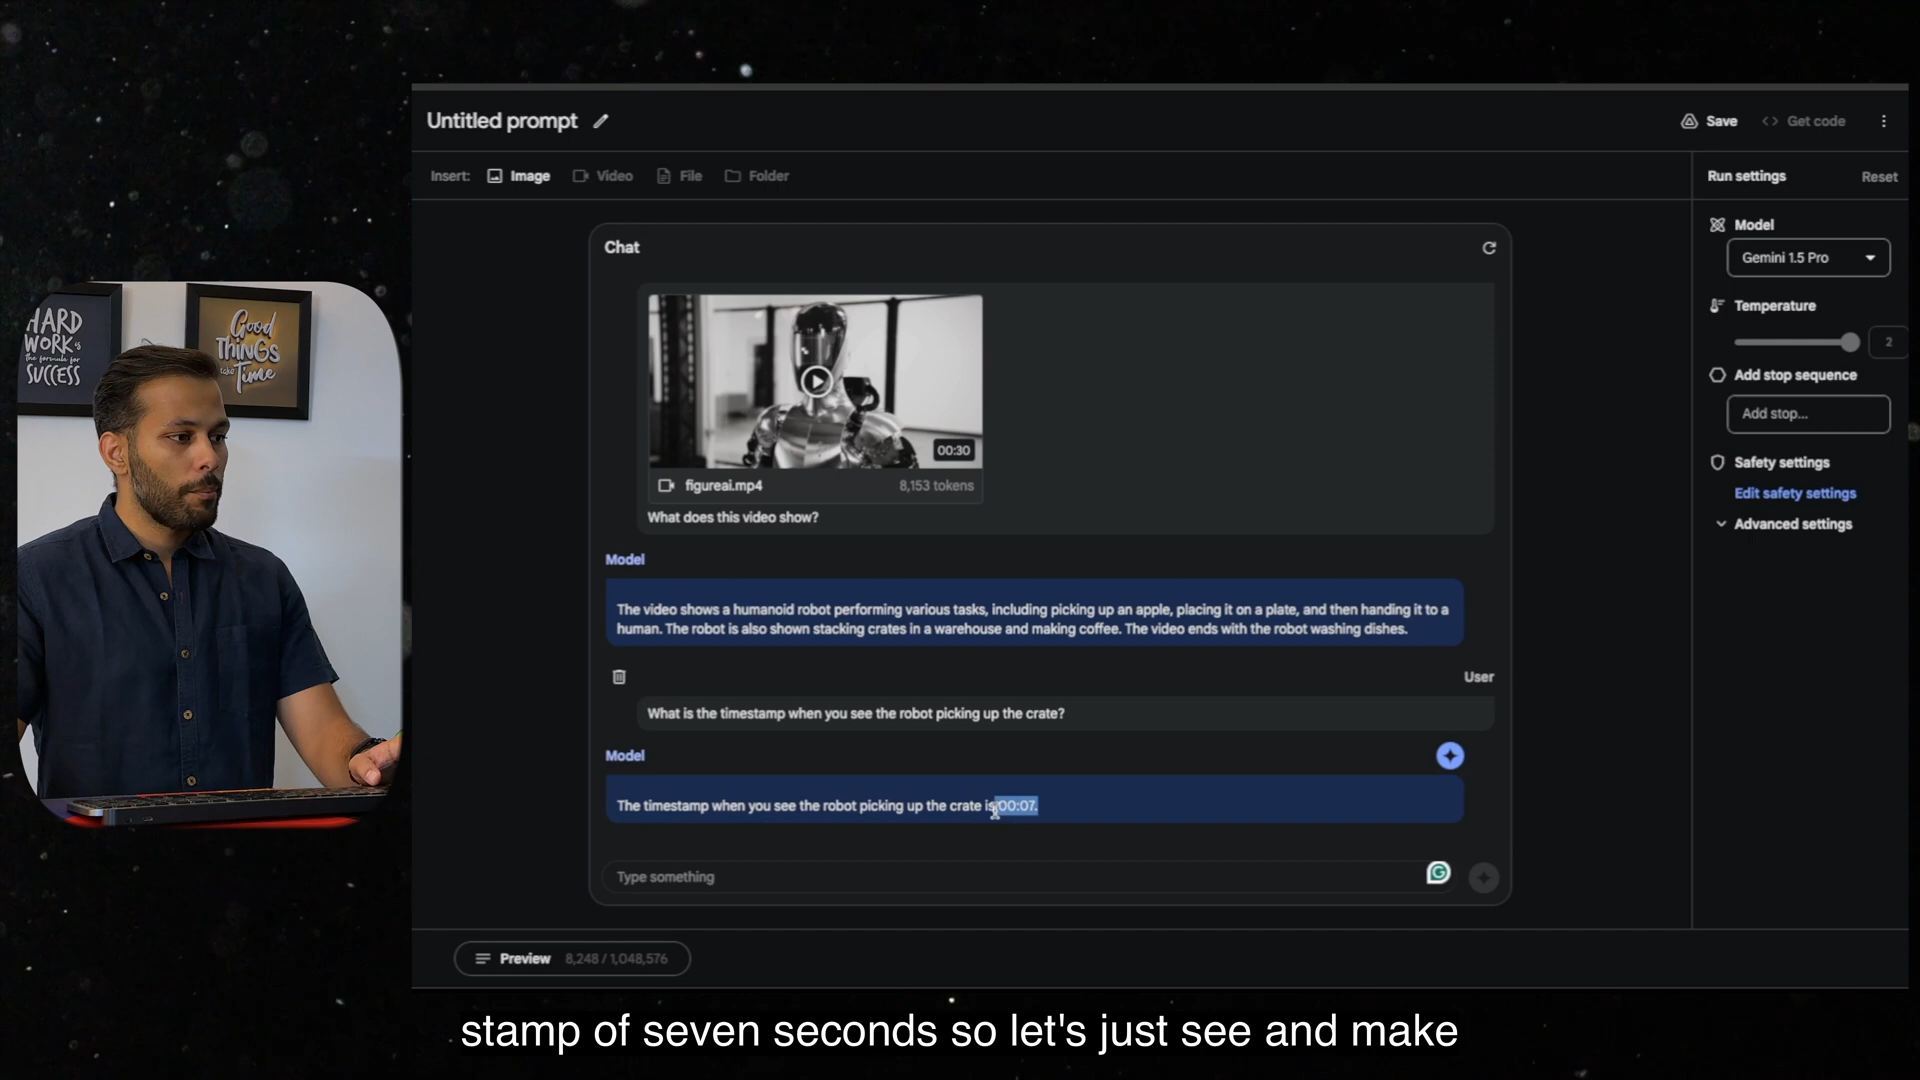 Untitled prompt
Save
Get code
Insert:
Image
Video
File
Folder
Run settings
Reset
Chat
Model
Gemini 1.5 Pro
Temperature
2
Add stop sequence
Add stop...
Safety settings
Edit safety settings
Advanced settings
00:30
figureai.mp4
8,153 tokens
What does this video show?
Model
The video shows a humanoid robot performing various tasks, including picking up an apple, placing it on a plate, and then handing it to a
human. The robot is also shown stacking crates in a warehouse and making coffee. The video ends with the robot washing dishes.
User
What is the timestamp when you see the robot picking up the crate?
Model
The timestamp when you see the robot picking up the crate is 00:07.
Type something
Preview
8,248 / 1,048,576
HARD
WORK is
the formula for
SUCCESS
Good
THiNGS
take Time
stamp of seven seconds so let's just see and make